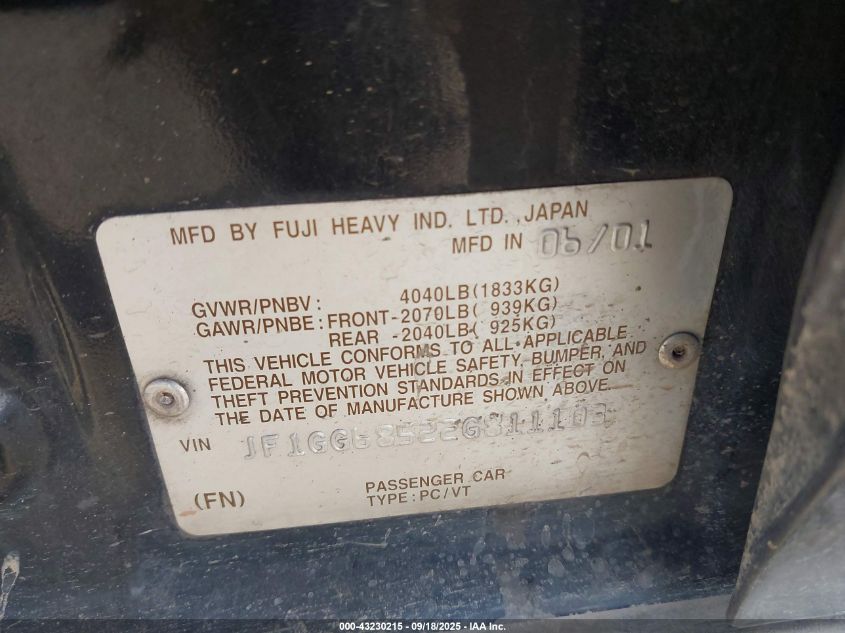 MFD BY FUJI HEAVY IND. LTD. ,JAPAN
MFD IN 06/01
GVWR/PNBV : 4040LB(1833KG)
GAWR/PNBE : FRONT-2070LB( 939KG)
REAR -2040LB( 925KG)
THIS VEHICLE CONFORMS TO ALL APPLICABLE
FEDERAL MOTOR VEHICLE SAFETY, BUMPER, AND
THEFT PREVENTION STANDARDS IN EFFECT ON
THE DATE OF MANUFACTURE SHOWN ABOVE.
VIN JF1GG68522G811103
(FN) PASSENGER CAR
TYPE : PC/VT
000-43230215 - 09/18/2025 - IAA Inc.